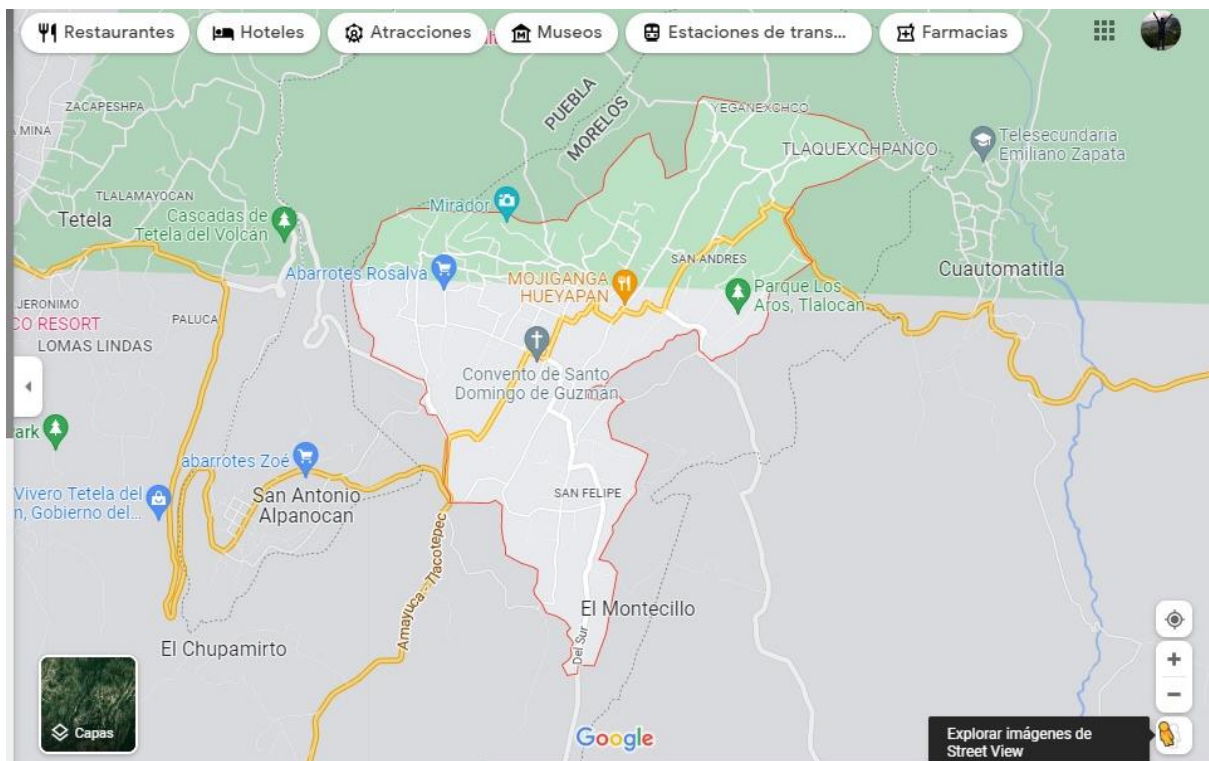 Restaurantes
Hoteles
Atracciones
Museos
Estaciones de trans...
Farmacias
PUEBLA
MORELOS
ZACAPESHPA
A MINA
YEGANEXCHCO
TLAQUEXCHPANCO
Telesecundaria
Emiliano Zapata
TLALAMAYOCAN
Tetela
Cascadas de
Tetela del Volcán
Mirador
SAN ANDRES
Cuautomatitla
Abarrotes Rosalva
MOJIGANGA
HUEYAPAN
Parque Los
Aros, Tlalocan
JERONIMO
CO RESORT
LOMAS LINDAS
PALUCA
Convento de Santo
Domingo de Guzmán
ark
abarrotes Zoé
San Antonio
Alpanocan
Vivero Tetela del
n, Gobierno del...
SAN FELIPE
Amayuca - Tlacotepec
El Montecillo
Del Sur
El Chupamirto
Capas
Google
Explorar imágenes de
Street View